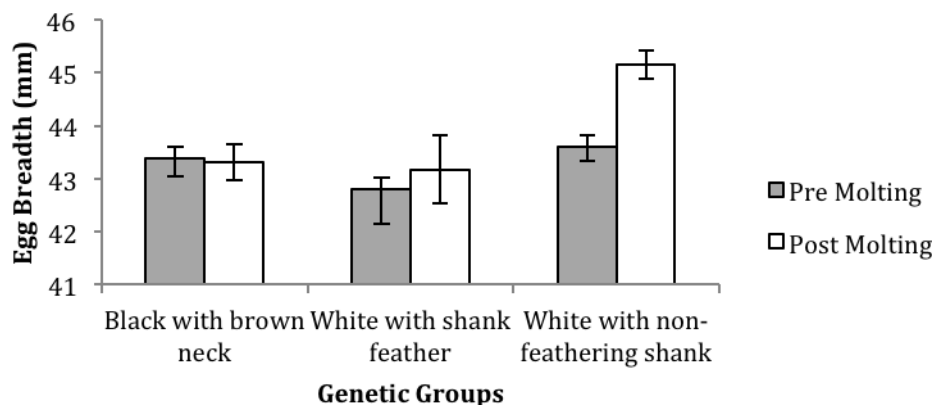 46
45
44
43
42
41
Egg Breadth (mm)
Pre Molting
Post Molting
Black with brown
neck
White with shank
feather
White with non-
feathering shank
Genetic Groups